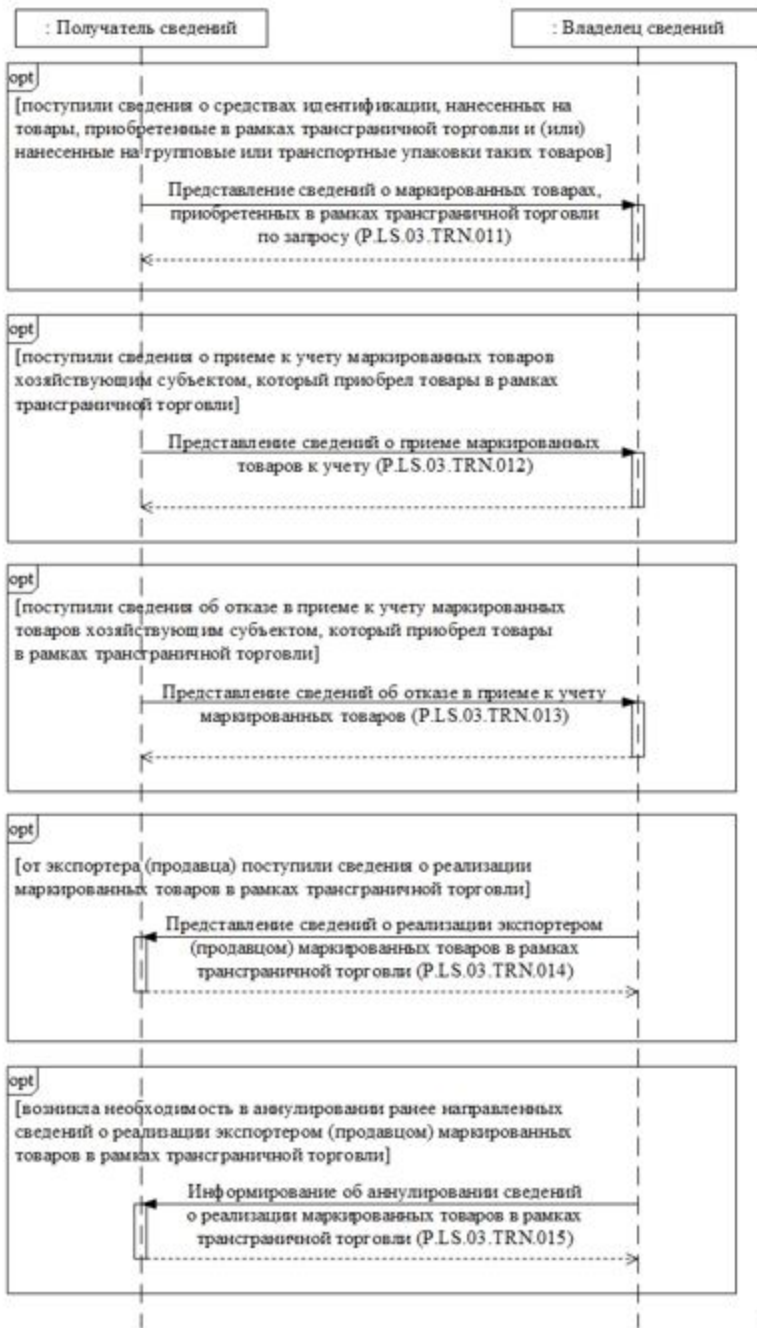 : Получатель сведений
: Владелец сведений
opt
[поступили сведения о средствах идентификации, нанесенных на
товары, приобретенные в рамках трансграничной торговли и (или)
нанесенные на групповые или транспортные упаковки таких товаров]
Представление сведений о маркированных товарах,
приобретенных в рамках трансграничной торговли
по запросу (P.LS.03.TRN.011)
opt
[поступили сведения о приеме к учету маркированных товаров
хозяйствующим субъектом, который приобрел товары в рамках
трансграничной торговли]
Представление сведений о приеме маркированных
товаров к учету (P.LS.03.TRN.012)
opt
[поступили сведения об отказе в приеме к учету маркированных
товаров хозяйствующим субъектом, который приобрел товары
в рамках трансграничной торговли]
Представление сведений об отказе в приеме к учету
маркированных товаров (P.LS.03.TRN.013)
opt
[от экспортера (продавца) поступили сведения о реализации
маркированных товаров в рамках трансграничной торговли]
Представление сведений о реализации экспортером
(продавцом) маркированных товаров в рамках
трансграничной торговли (P.LS.03.TRN.014)
opt
[возникла необходимость в аннулировании ранее направленных
сведений о реализации экспортером (продавцом) маркированных
товаров в рамках трансграничной торговли]
Информирование об аннулировании сведений
о реализации маркированных товаров в рамках
трансграничной торговли (P.LS.03.TRN.015)